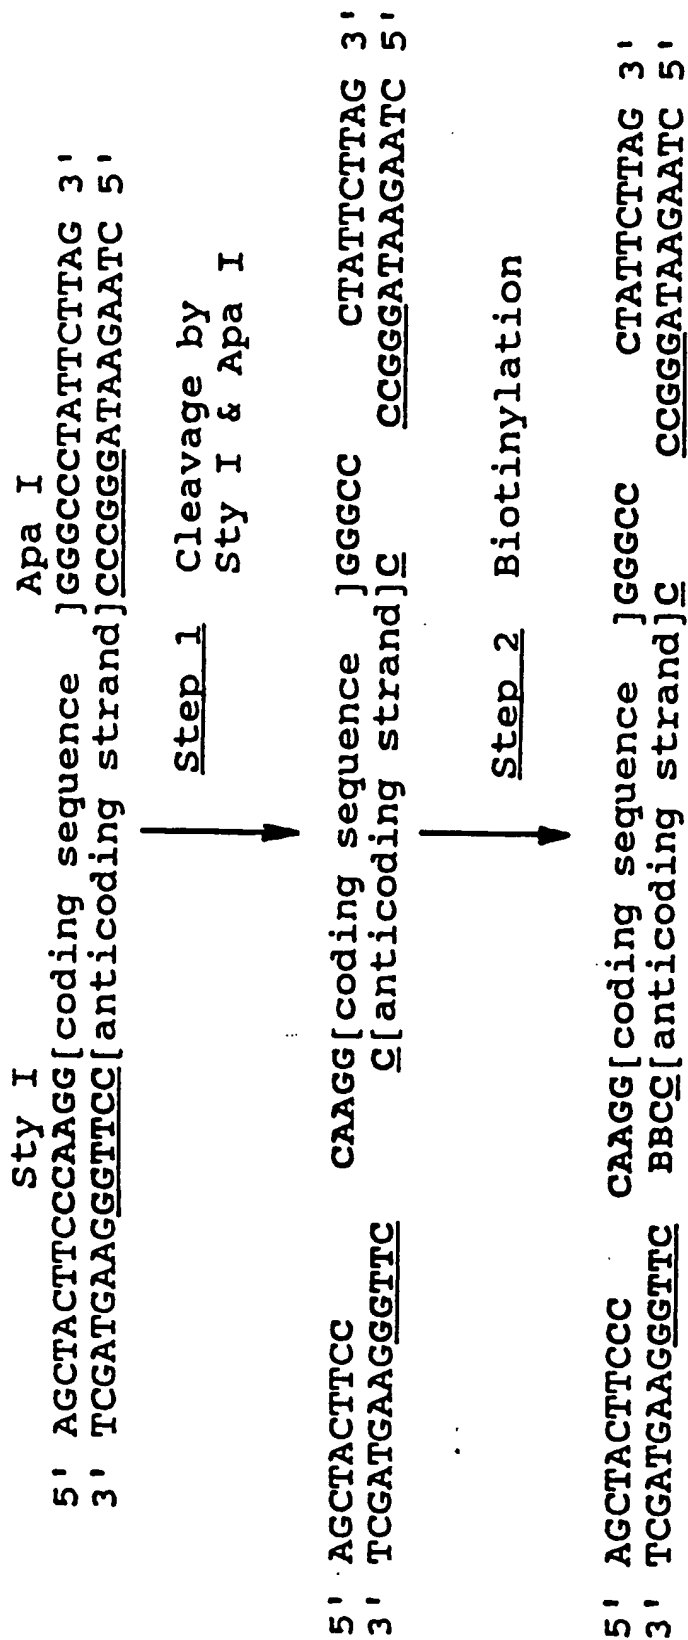 Sty I Apa I
5' AGCTACTTCCCAAGG[coding sequence ]GGGCCCTATTCTTAG 3'
3' TCGATGAAGGGTTCC[anticoding strand]CCCGGGATAAGAATC 5'
Step 1 Cleavage by
Sty I & Apa I
5' AGCTACTTCC CAAGG[coding sequence ]GGGCC CTATTCTTAG 3'
3' TCGATGAAGGGTTC C[anticoding strand]C CCGGGATAAGAATC 5'
Step 2 Biotinylation
5' AGCTACTTCCC CAAGG[coding sequence ]GGGCC CTATTCTTAG 3'
3' TCGATGAAGGGTTC BBCC[anticoding strand]C CCGGGATAAGAATC 5'